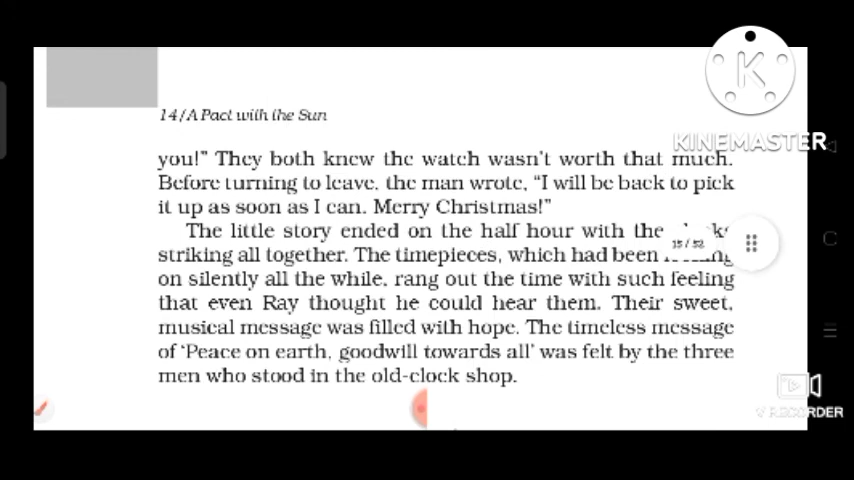 K
KINEMASTER
14/A Pact with the Sun
you!" They both knew the watch wasn't worth that much.
Before turning to leave, the man wrote, "I will be back to pick
it up as soon as I can. Merry Christmas!"
The little story ended on the half hour with the
striking all together. The timepieces, which had been
15 / 52
on silently all the while, rang out the time with such feeling
that even Ray thought he could hear them. Their sweet,
musical message was filled with hope. The timeless message
of 'Peace on earth, goodwill towards all' was felt by the three
men who stood in the old-clock shop.
V RECORDER